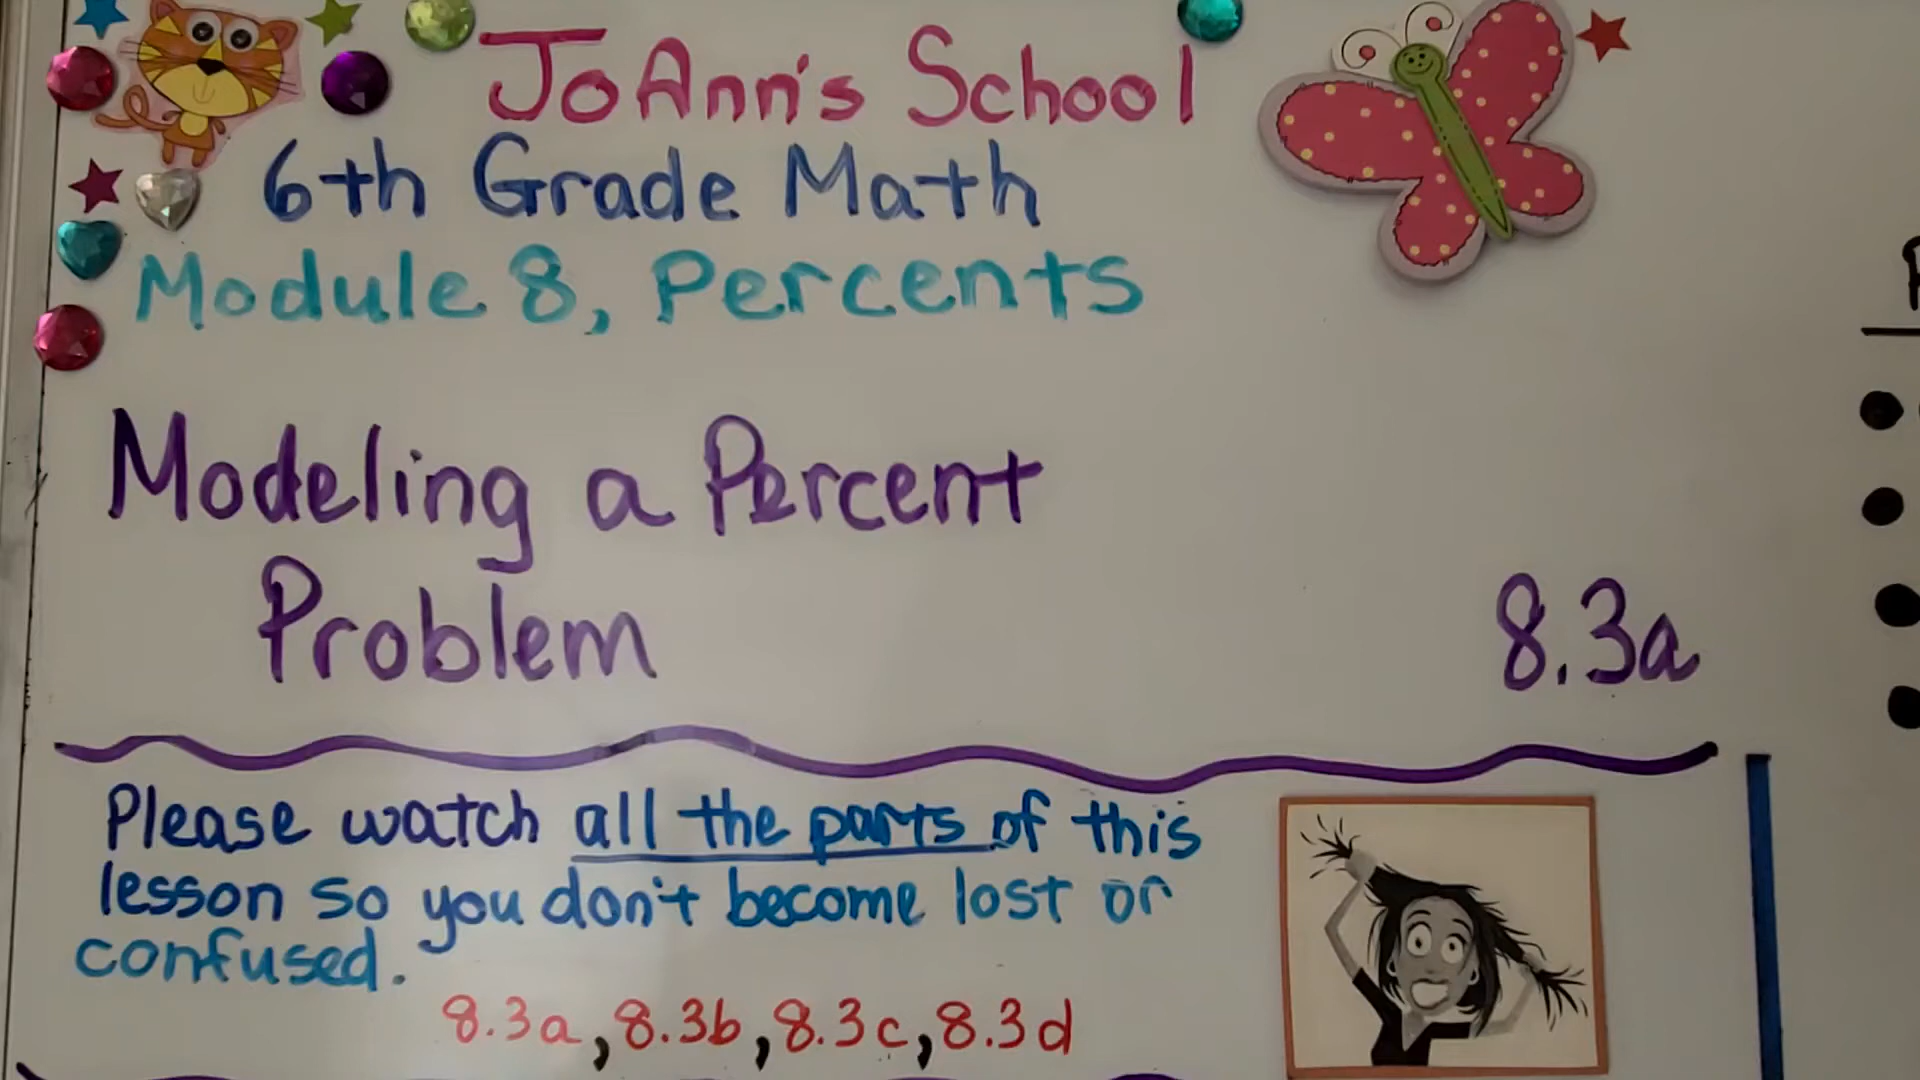 JoAnn's School
6th Grade Math
Module 8, Percents
Modeling a Percent
Problem
8.3a
Please watch all the parts of this
lesson so you don't become lost or
confused.
8.3a, 8.3b, 8.3c, 8.3d